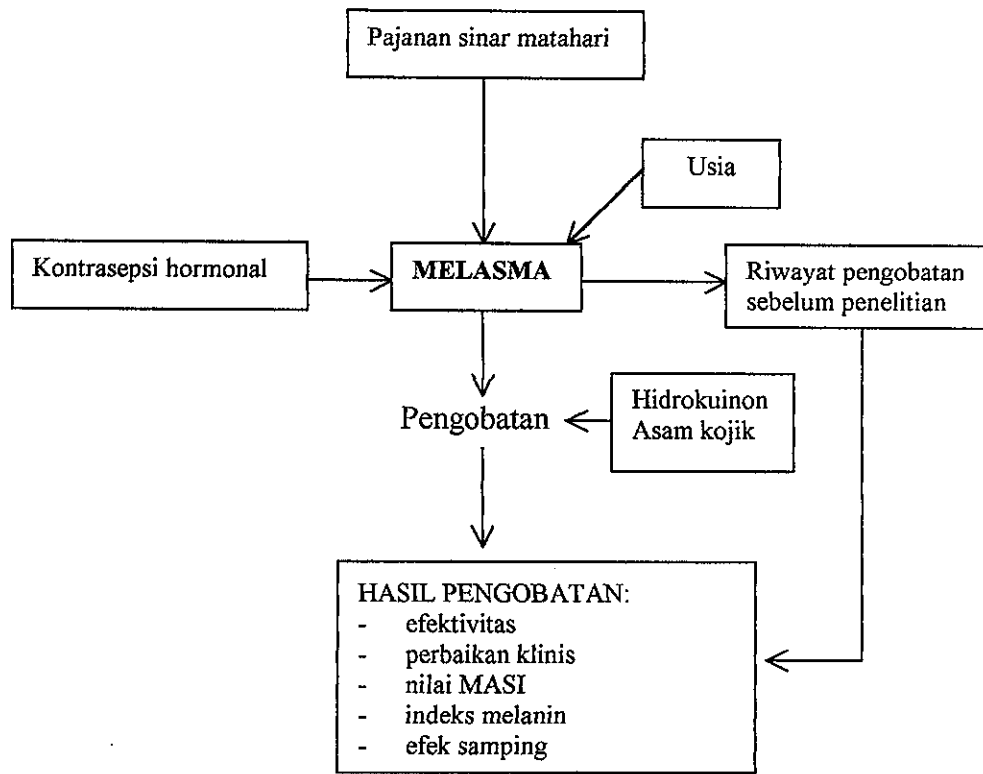 Pajanan sinar matahari
Usia
Kontrasepsi hormonal
MELASMA
Riwayat pengobatan
sebelum penelitian
Pengobatan
Hidrokuinon
Asam kojik
HASIL PENGOBATAN:
- efektivitas
- perbaikan klinis
- nilai MASI
- indeks melanin
- efek samping